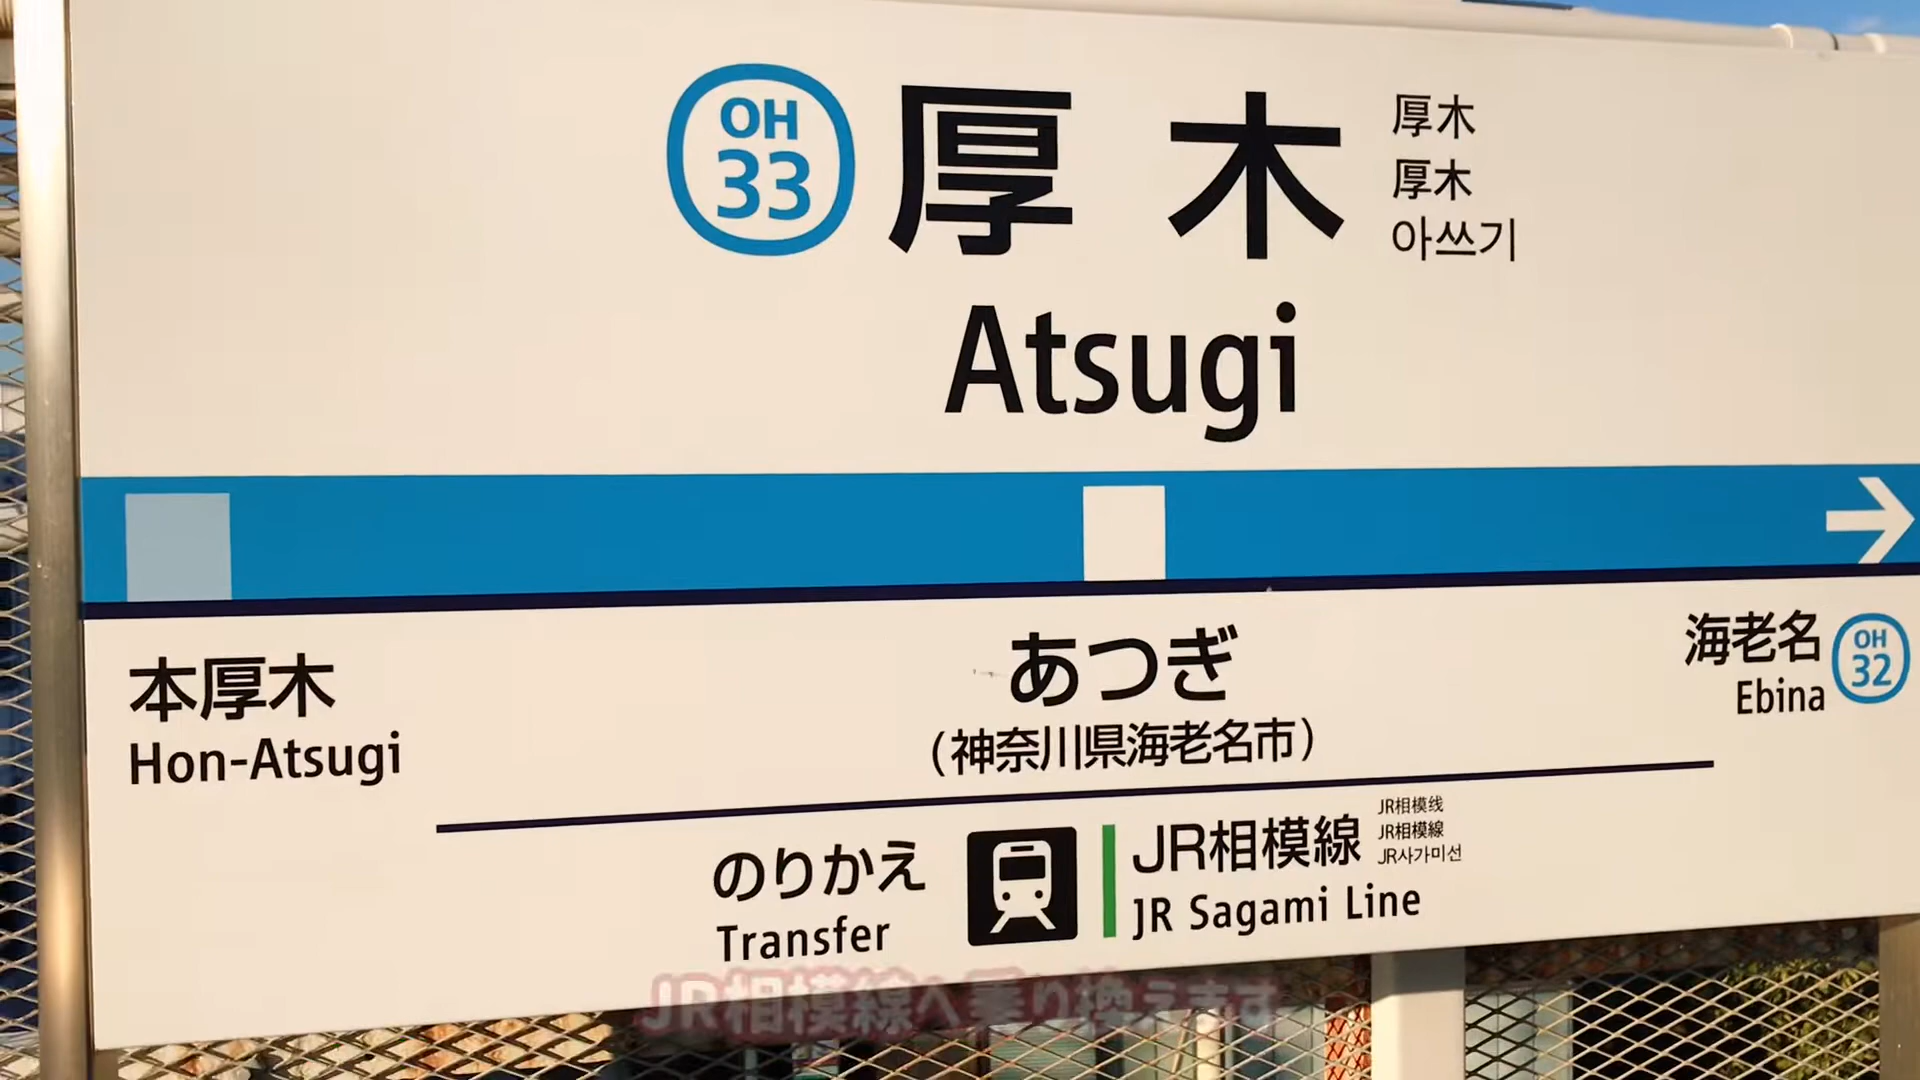 OH
33
厚木
厚木
厚木
아쓰기
Atsugi
本厚木
Hon-Atsugi
あつぎ
(神奈川県海老名市)
海老名
Ebina
OH
32
のりかえ
Transfer
JR相模線
JR Sagami Line
JR相模线
JR相模線
JR사가미선
JR相模線へ乗り換えます